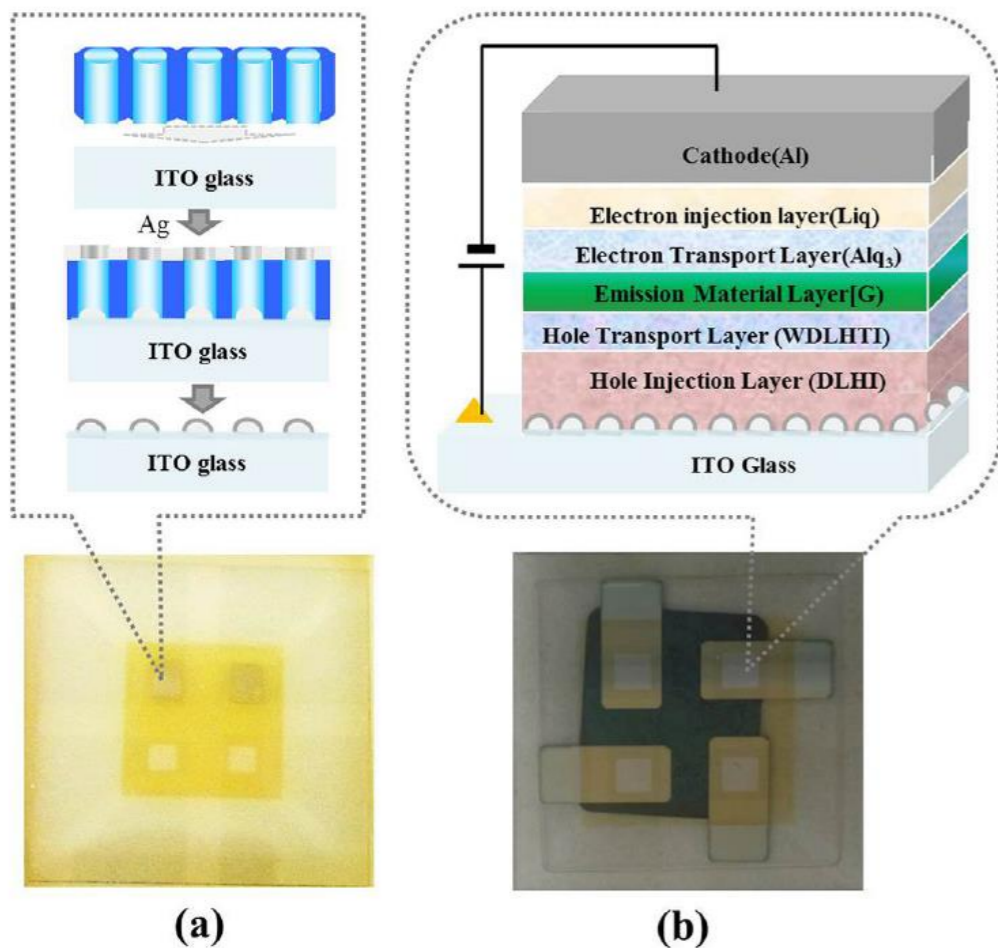 ITO glass
Ag
ITO glass
ITO glass
Cathode(Al)
Electron injection layer(Liq)
Electron Transport Layer(Alq₃)
Emission Material Layer[G)
Hole Transport Layer (WDLHTI)
Hole Injection Layer (DLHI)
ITO Glass
(a)
(b)